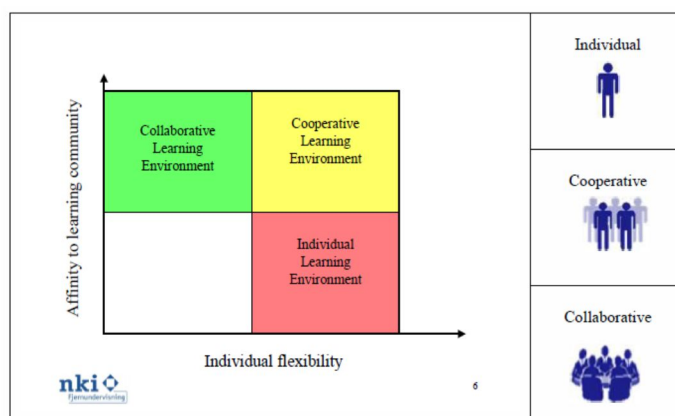 Affinity to learning community
Collaborative
Learning
Environment
Cooperative
Learning
Environment
Individual
Learning
Environment
Individual flexibility
nki
fjernundervisning
6
Individual
Cooperative
Collaborative